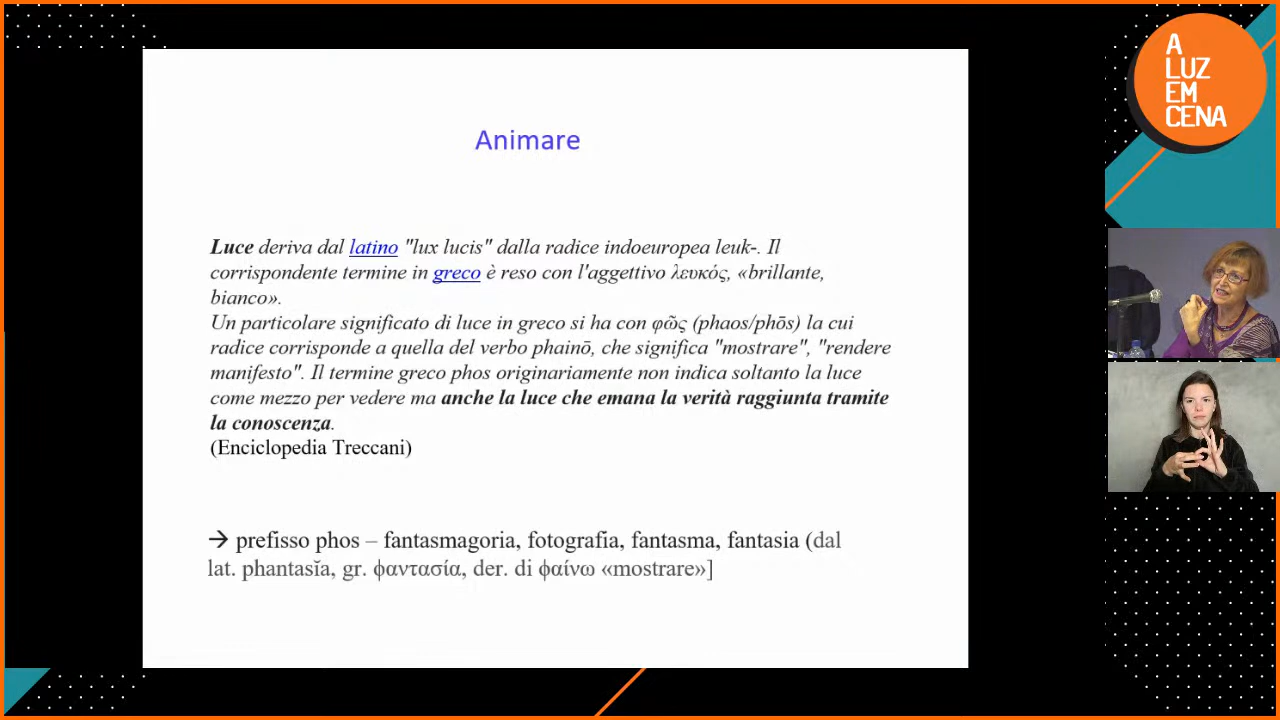 Animare
Luce deriva dal latino "lux lucis" dalla radice indoeuropea leuk-. Il
corrispondente termine in greco è reso con l'aggettivo λευκός, «brillante,
bianco».
Un particolare significato di luce in greco si ha con φῶς (phaos/phōs) la cui
radice corrisponde a quella del verbo phainō, che significa "mostrare", "rendere
manifesto". Il termine greco phos originariamente non indica soltanto la luce
come mezzo per vedere ma anche la luce che emana la verità raggiunta tramite
la conoscenza.
(Enciclopedia Treccani)
→ prefisso phos – fantasmagoria, fotografia, fantasma, fantasia (dal
lat. phantasĭa, gr. ϕαντασία, der. di ϕαίνω «mostrare»]
A
LUZ
EM
CENA